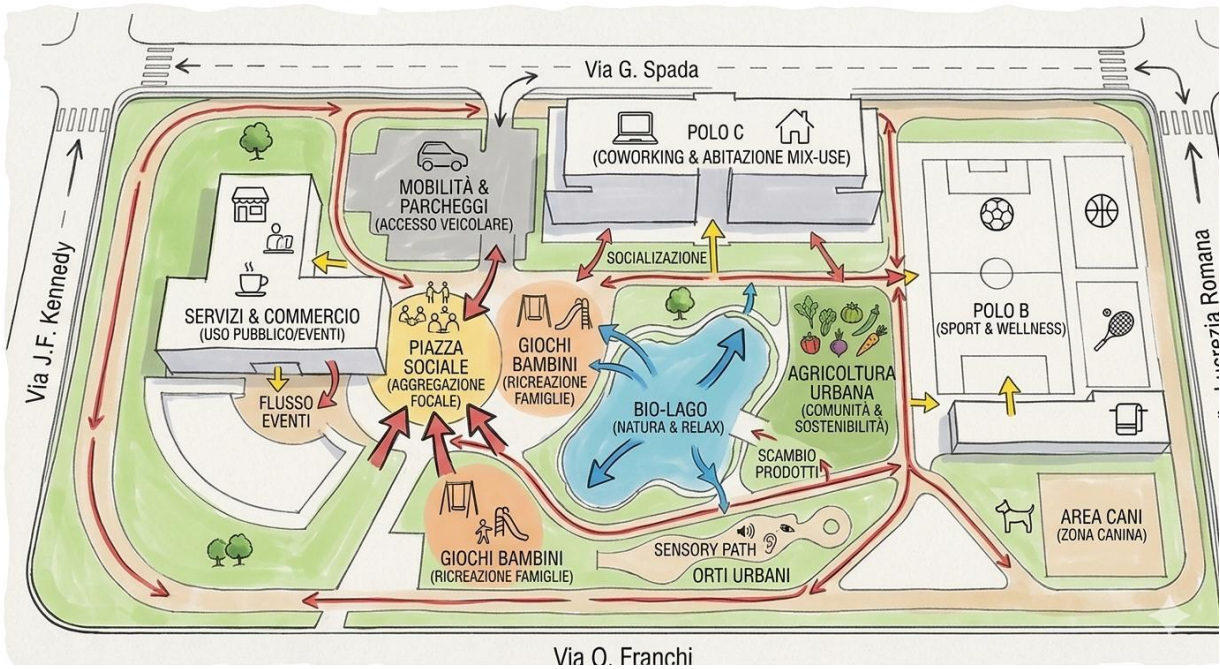 Via G. Spada
POLO C
(COWORKING & ABITAZIONE MIX-USE)
MOBILITÀ &
PARCHEGGI
(ACCESSO VEICOLARE)
SOCIALIZZAZIONE
Via J.F. Kennedy
SERVIZI & COMMERCIO
(USO PUBBLICO/EVENTI)
PIAZZA
SOCIALE
(AGGREGAZIONE
FOCALE)
GIOCHI
BAMBINI
(RICREAZIONE
FAMIGLIE)
POLO B
(SPORT & WELLNESS)
Lucrezia Romana
AGRICOLTURA
URBANA
(COMUNITÀ &
SOSTENIBILITÀ)
FLUSSO
EVENTI
BIO-LAGO
(NATURA & RELAX)
SCAMBIO
PRODOTTI
AREA CANI
(ZONA CANINA)
SENSORY PATH
ORTI URBANI
GIOCHI BAMBINI
(RICREAZIONE FAMIGLIE)
Via O. Franchi